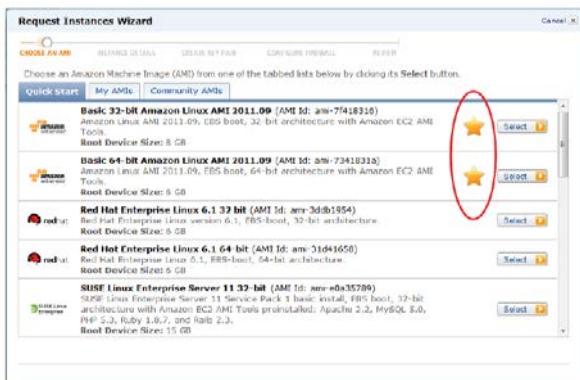 Request Instances Wizard
Cancel
CHOOSE AN AMI INSTANCE DETAILS CREATE KEY PAIR CONFIGURE FIREWALL REVIEW
Choose an Amazon Machine Image (AMI) from one of the tabbed lists below by clicking its Select button.
Quick Start My AMIs Community AMIs
Basic 32-bit Amazon Linux AMI 2011.09 (AMI Id: ami-7f418316)
Amazon Linux AMI 2011.09, EBS boot, 32-bit architecture with Amazon EC2 AMI
Tools.
Root Device Size: 8 GB
Select
Basic 64-bit Amazon Linux AMI 2011.09 (AMI Id: ami-7341831a)
Amazon Linux AMI 2011.09, EBS boot, 64-bit architecture with Amazon EC2 AMI
Tools.
Root Device Size: 8 GB
Select
redhat
Red Hat Enterprise Linux 6.1 32 bit (AMI Id: ami-3ddb1954)
Red Hat Enterprise Linux version 6.1, EBS-boot, 32-bit architecture.
Root Device Size: 6 GB
Select
redhat
Red Hat Enterprise Linux 6.1 64-bit (AMI Id: ami-31d41658)
Red Hat Enterprise Linux 6.1, EBS-boot, 64-bit architecture.
Root Device Size: 6 GB
Select
SUSE Linux
Enterprise
SUSE Linux Enterprise Server 11 32-bit (AMI Id: ami-e0a35789)
SUSE Linux Enterprise Server 11 Service Pack 1 basic install, EBS boot, 32-bit
architecture with Amazon EC2 AMI Tools preinstalled; Apache 2.2, MySQL 5.0,
PHP 5.3, Ruby 1.8.7, and Rails 2.3.
Root Device Size: 15 GB
Select